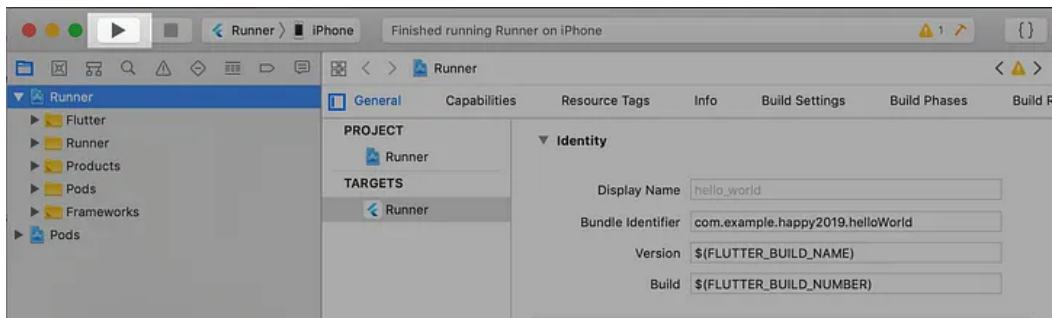 Runner
iPhone
Finished running Runner on iPhone
1
{ }
Runner
Runner
Flutter
Runner
Products
Pods
Frameworks
Pods
General
Capabilities
Resource Tags
Info
Build Settings
Build Phases
Build R
PROJECT
Runner
TARGETS
Runner
Identity
Display Name hello_world
Bundle Identifier com.example.happy2019.helloWorld
Version $(FLUTTER_BUILD_NAME)
Build $(FLUTTER_BUILD_NUMBER)